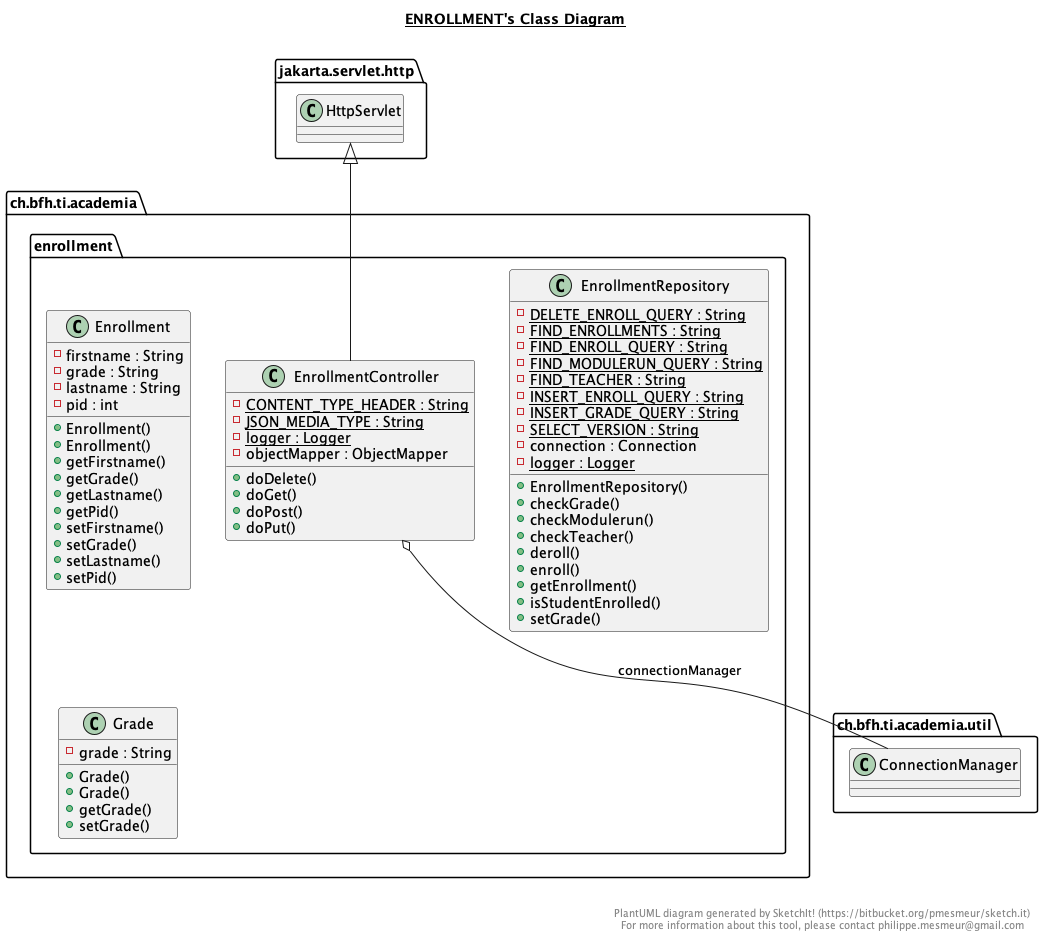 ENROLLMENT's Class Diagram
jakarta.servlet.http
C HttpServlet
ch.bfh.ti.academia
enrollment
C Enrollment
firstname : String
grade : String
lastname : String
pid : int
Enrollment()
Enrollment()
getFirstname()
getGrade()
getLastname()
getPid()
setFirstname()
setGrade()
setLastname()
setPid()
C EnrollmentController
CONTENT_TYPE_HEADER : String
JSON_MEDIA_TYPE : String
logger : Logger
objectMapper : ObjectMapper
doDelete()
doGet()
doPost()
doPut()
C EnrollmentRepository
DELETE_ENROLL_QUERY : String
FIND_ENROLLMENTS : String
FIND_ENROLL_QUERY : String
FIND_MODULERUN_QUERY : String
FIND_TEACHER : String
INSERT_ENROLL_QUERY : String
INSERT_GRADE_QUERY : String
SELECT_VERSION : String
connection : Connection
logger : Logger
EnrollmentRepository()
checkGrade()
checkModulerun()
checkTeacher()
deroll()
enroll()
getEnrollment()
isStudentEnrolled()
setGrade()
connectionManager
C Grade
grade : String
Grade()
Grade()
getGrade()
setGrade()
ch.bfh.ti.academia.util
C ConnectionManager
PlantUML diagram generated by SketchIt! (https://bitbucket.org/pmesmeur/sketch.it)
For more information about this tool, please contact philippe.mesmeur@gmail.com